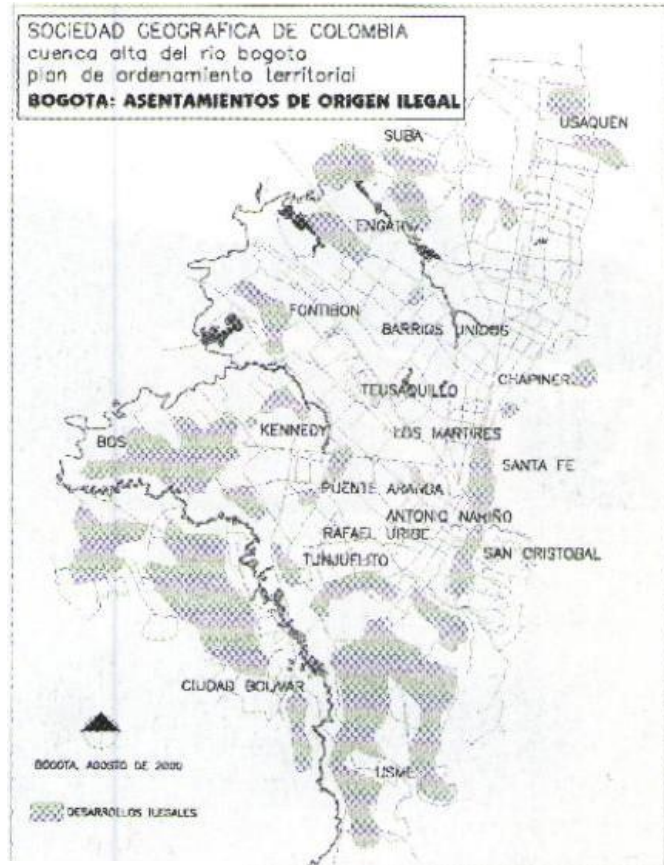 SOCIEDAD GEOGRAFICA DE COLOMBIA
cuenca alta del rio bogota
plan de ordenamiento territorial
BOGOTA: ASENTAMIENTOS DE ORIGEN ILEGAL
USAQUEN
SUBA
ENGATIVA
FONTIBON
BARRIOS UNIDOS
TEUSAQUILLO
CHAPINER
BOS
KENNEDY
LOS MARTIRES
SANTA FE
PUENTE ARANDA
ANTONIO NARIÑO
RAFAEL URIBE
TUNJUELITO
SAN CRISTOBAL
CIUDAD BOLIVAR
USME
BOGOTA, AGOSTO DE 2000
DESARROLLOS ILEGALES